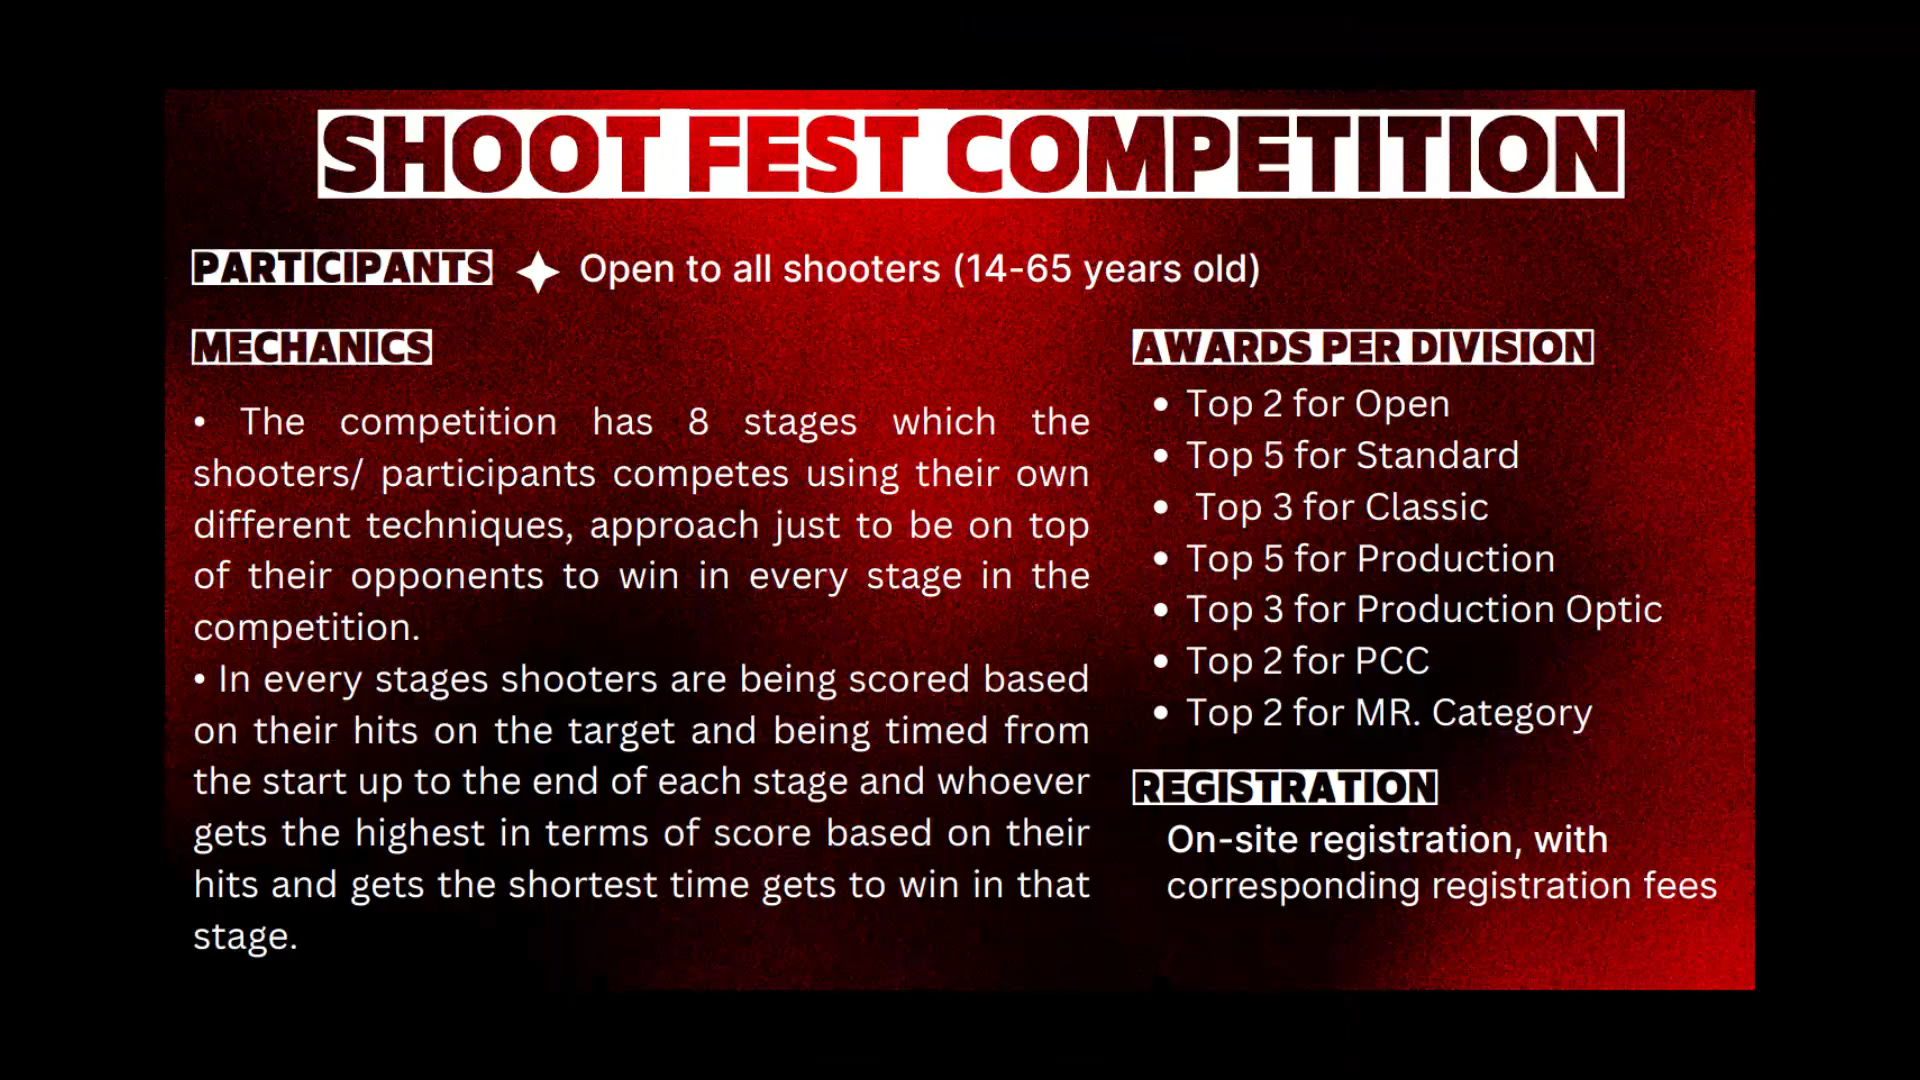 SHOOT FEST COMPETITION
PARTICIPANTS Open to all shooters (14-65 years old)
MECHANICS
• The competition has 8 stages which the
shooters/ participants competes using their own
different techniques, approach just to be on top
of their opponents to win in every stage in the
competition.
• In every stages shooters are being scored based
on their hits on the target and being timed from
the start up to the end of each stage and whoever
gets the highest in terms of score based on their
hits and gets the shortest time gets to win in that
stage.
AWARDS PER DIVISION
• Top 2 for Open
• Top 5 for Standard
• Top 3 for Classic
• Top 5 for Production
• Top 3 for Production Optic
• Top 2 for PCC
• Top 2 for MR. Category
REGISTRATION
On-site registration, with
corresponding registration fees